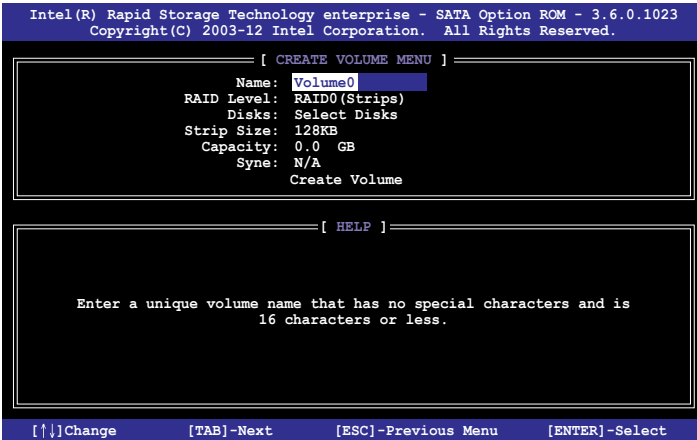 Intel(R) Rapid Storage Technology enterprise - SATA Option ROM - 3.6.0.1023
Copyright(C) 2003-12 Intel Corporation. All Rights Reserved.
[ CREATE VOLUME MENU ]
Name: Volume0
RAID Level: RAID0(Strips)
Disks: Select Disks
Strip Size: 128KB
Capacity: 0.0 GB
Syne: N/A
Create Volume
[ HELP ]
Enter a unique volume name that has no special characters and is
16 characters or less.
[↑↓]Change [TAB]-Next [ESC]-Previous Menu [ENTER]-Select